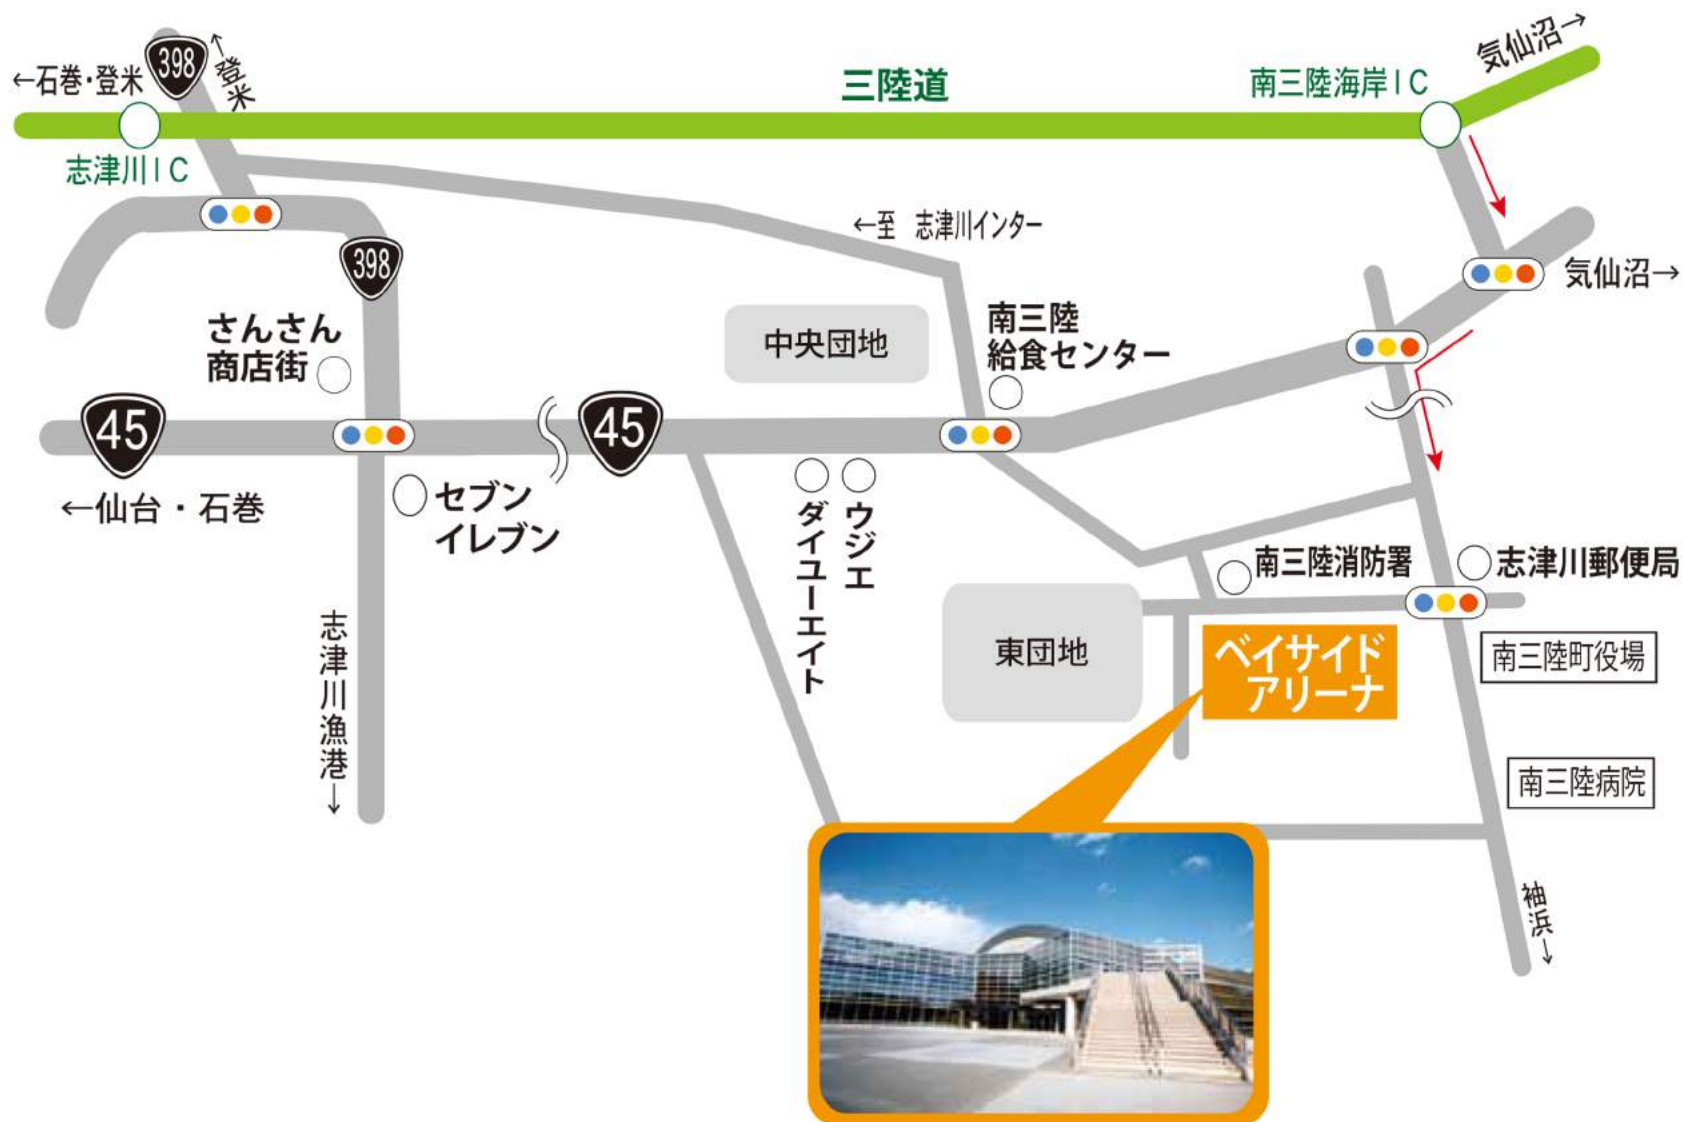 ←石巻・登米
398
↑登米
三陸道
南三陸海岸IC
気仙沼→
志津川IC
←至 志津川インター
398
気仙沼→
さんさん
商店街
中央団地
南三陸
給食センター
45
45
←仙台・石巻
セブン
イレブン
ダイユーエイト
ウジエ
南三陸消防署
志津川郵便局
志津川漁港→
東団地
ベイサイド
アリーナ
南三陸町役場
南三陸病院
袖浜→